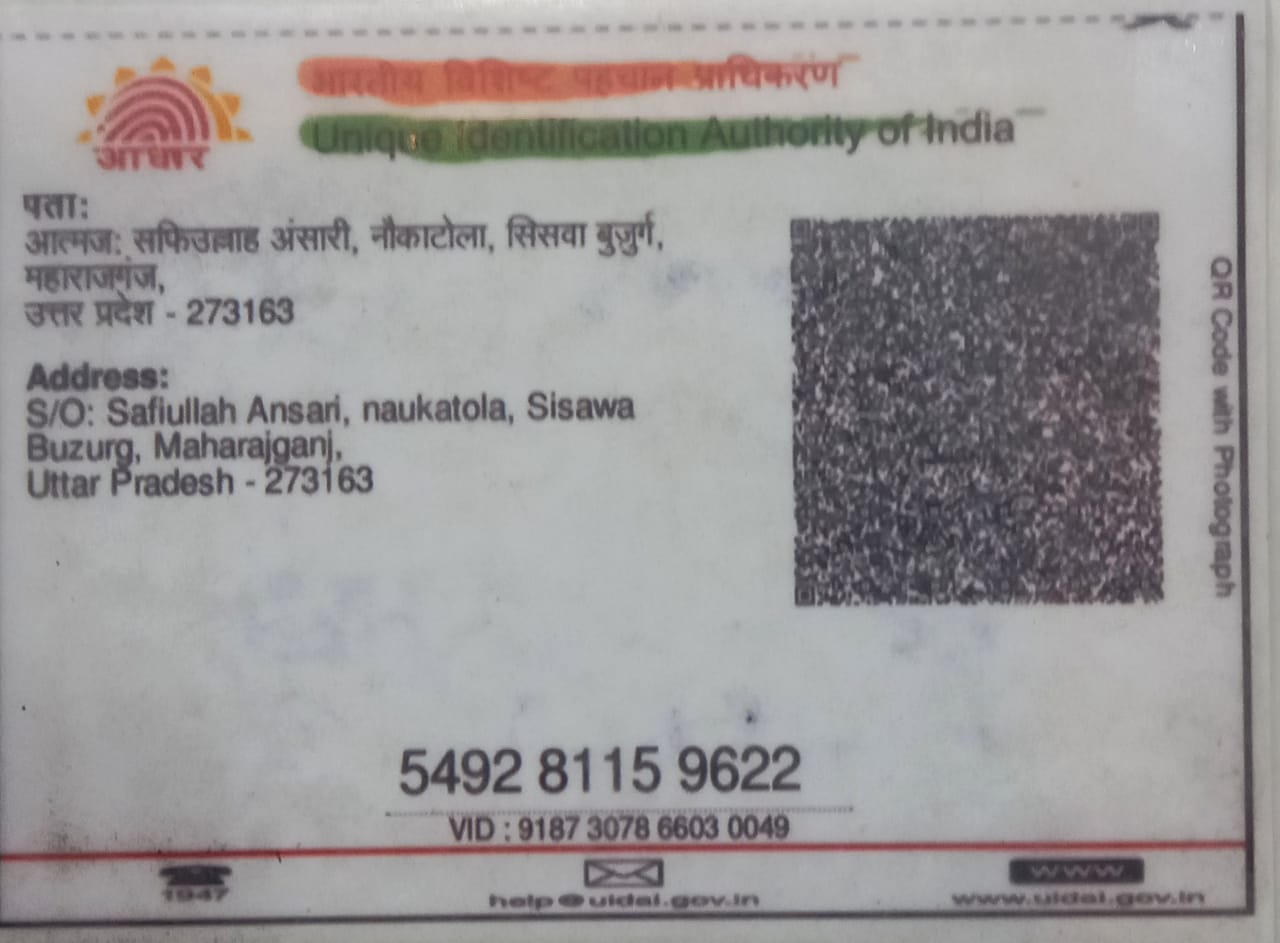 भारतीय विशिष्ट पहचान प्राधिकरण
Unique Identification Authority of India
आधार
पता:
आत्मज: सफिउल्लाह अंसारी, नौकाटोला, सिसवा बुजुर्ग,
महाराजगंज,
उत्तर प्रदेश - 273163
Address:
S/O: Safiullah Ansari, naukatola, Sisawa
Buzurg, Maharajganj,
Uttar Pradesh - 273163
QR Code with Photograph
5492 8115 9622
VID : 9187 3078 6603 0049
1947
help@uidai.gov.in
www
www.uidai.gov.in